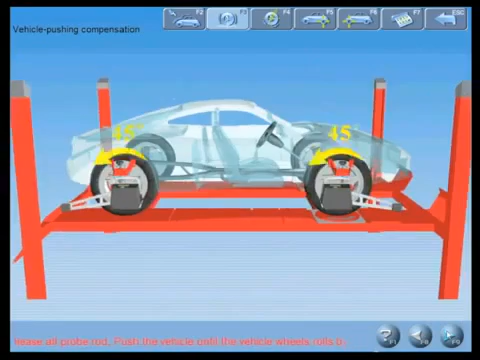 F2 F3 F4 F5 F6 F7 ESC
Vehicle-pushing compensation
45° 45
lease all probe rod, Push the vehicle until the vehicle wheels rolls b
F1 F8 F9